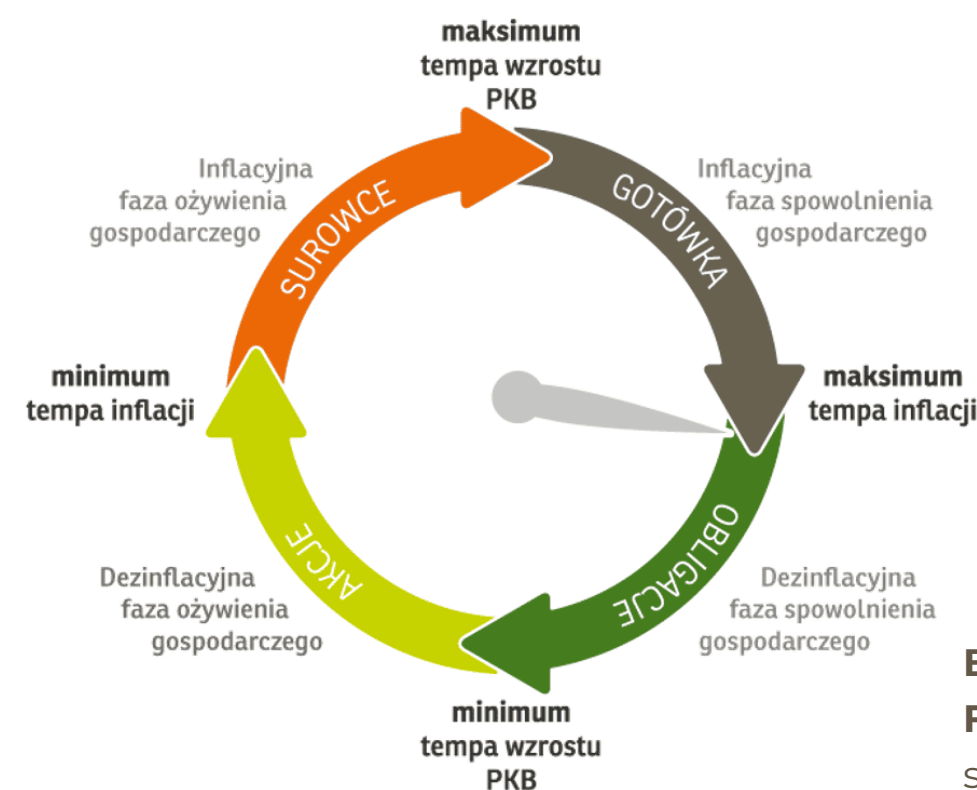 maksimum
tempa wzrostu
PKB
Inflacyjna
faza ożywienia
gospodarczego
Inflacyjna
faza spowolnienia
gospodarczego
SUROWCE
GOTÓWKA
minimum
tempa inflacji
maksimum
tempa inflacji
AKCJE
OBLIGACJE
Dezinflacyjna
faza ożywienia
gospodarczego
Dezinflacyjna
faza spowolnienia
gospodarczego
minimum
tempa wzrostu
PKB